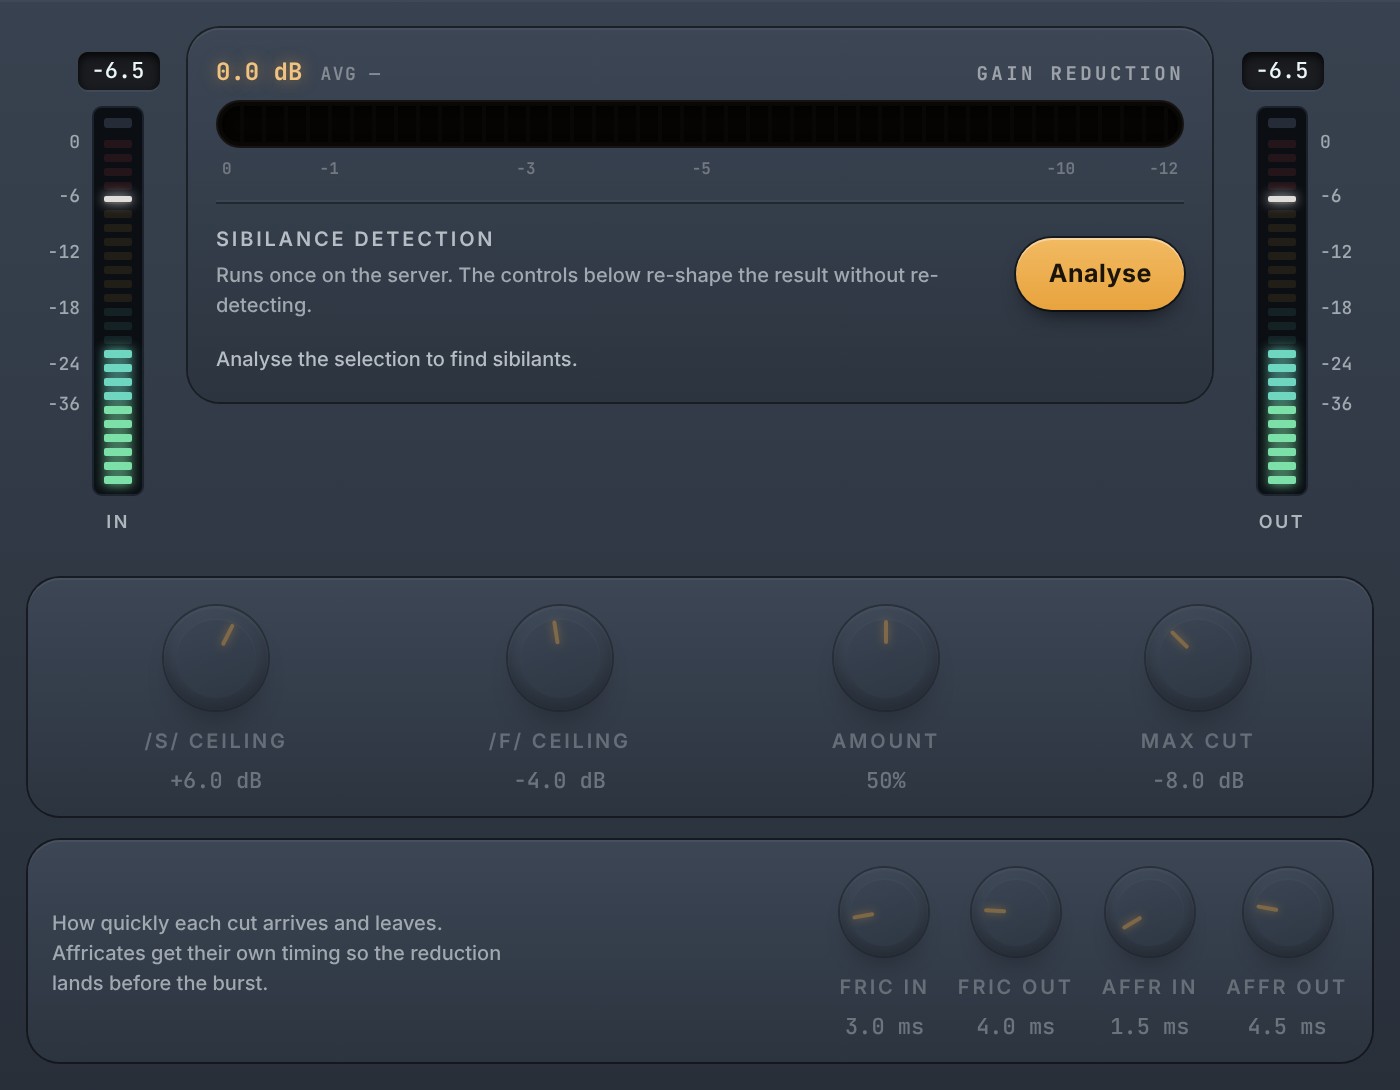 -6.5
0
-6
-12
-18
-24
-36
IN
0.0 dB AVG —
GAIN REDUCTION
0 -1 -3 -5 -10 -12
SIBILANCE DETECTION
Runs once on the server. The controls below re-shape the result without re-
detecting.
Analyse
Analyse the selection to find sibilants.
-6.5
0
-6
-12
-18
-24
-36
OUT
/S/ CEILING
+6.0 dB
/F/ CEILING
-4.0 dB
AMOUNT
50%
MAX CUT
-8.0 dB
How quickly each cut arrives and leaves.
Affricates get their own timing so the reduction
lands before the burst.
FRIC IN
3.0 ms
FRIC OUT
4.0 ms
AFFR IN
1.5 ms
AFFR OUT
4.5 ms